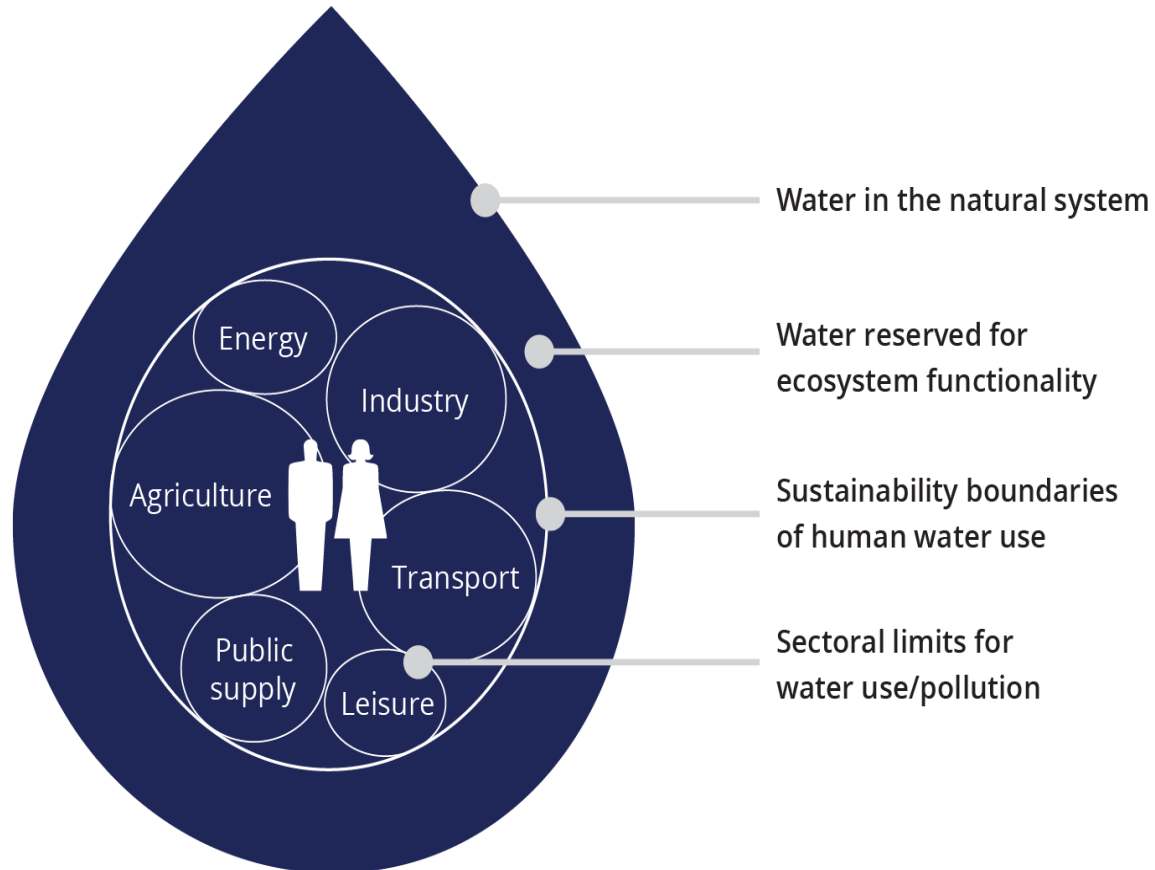 Water in the natural system
Water reserved for
ecosystem functionality
Sustainability boundaries
of human water use
Sectoral limits for
water use/pollution
Energy
Industry
Agriculture
Transport
Public
supply
Leisure